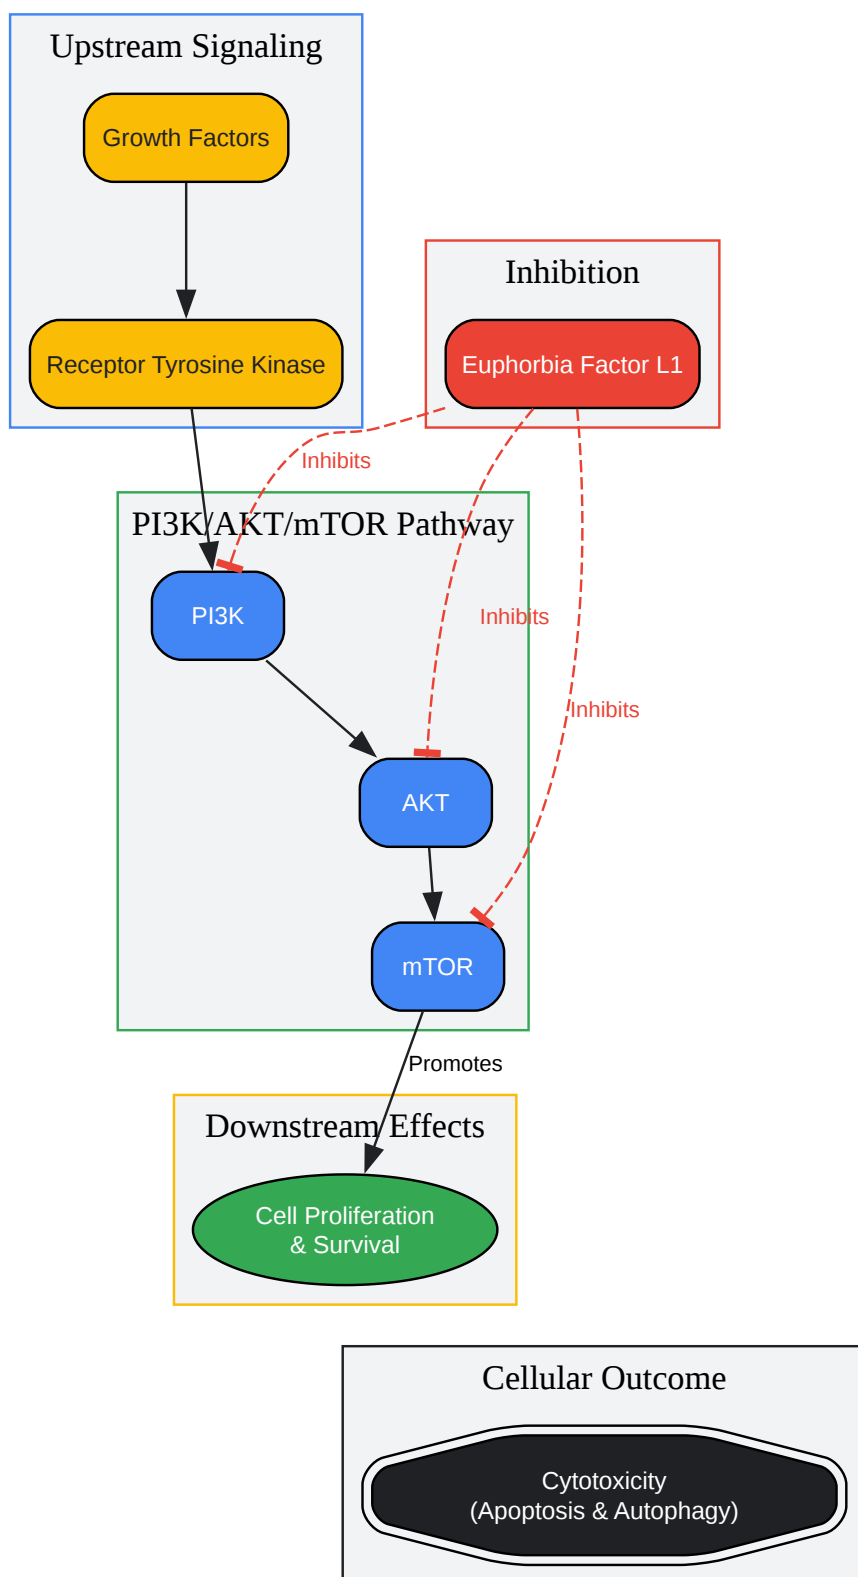 Upstream Signaling
Growth Factors
Receptor Tyrosine Kinase
Inhibition
Euphorbia Factor L1
Inhibits
PI3K/AKT/mTOR Pathway
PI3K
Inhibits
Inhibits
AKT
mTOR
Promotes
Downstream Effects
Cell Proliferation
& Survival
Cellular Outcome
Cytotoxicity
(Apoptosis & Autophagy)